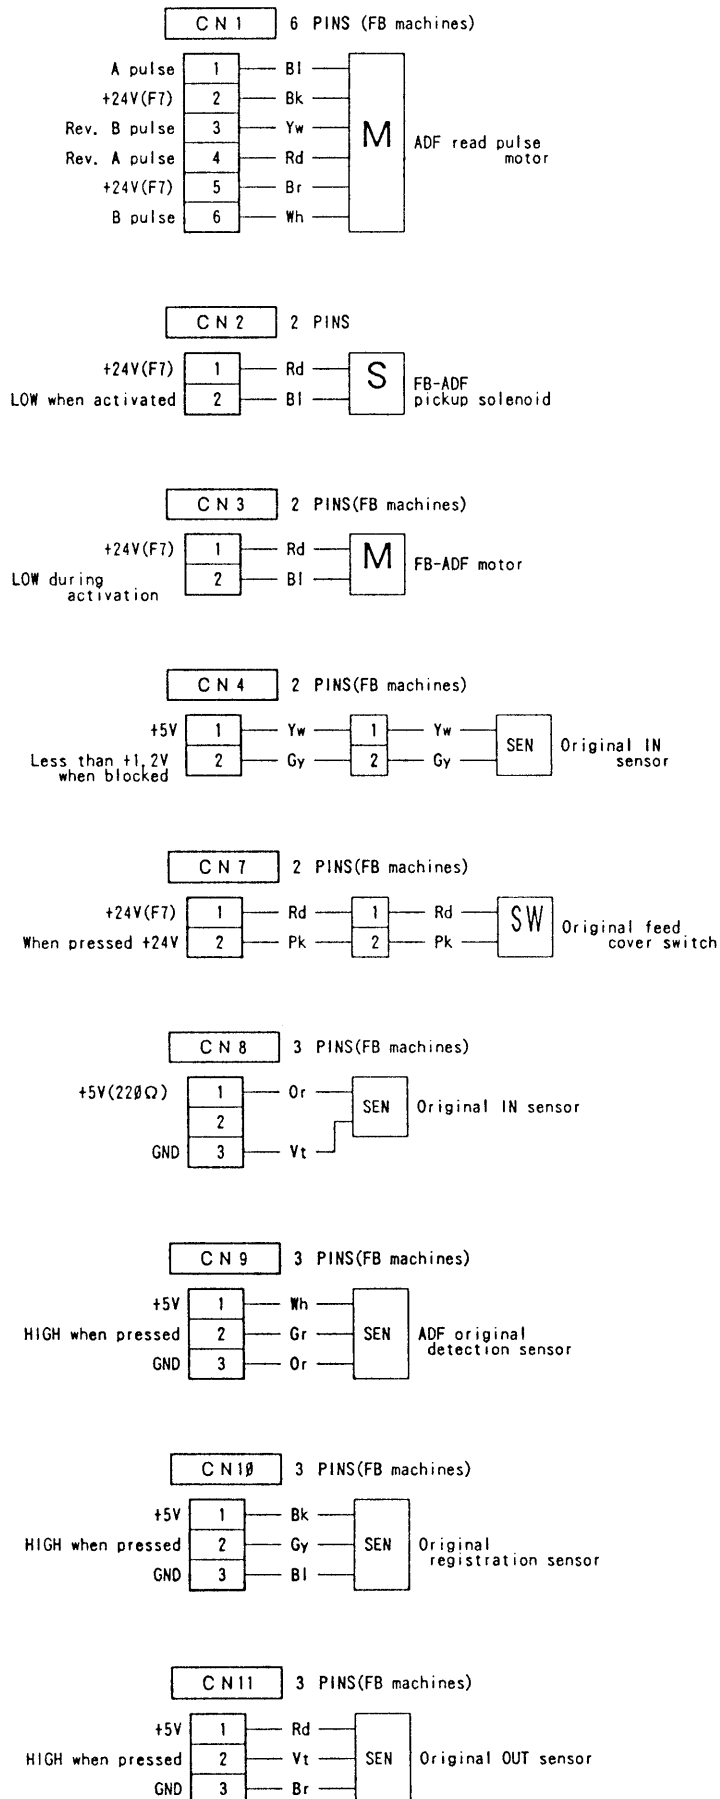 CN1 6 PINS (FB machines)
A pulse 1 Bl
+24V(F7) 2 Bk
Rev. B pulse 3 Yw M ADF read pulse
motor
Rev. A pulse 4 Rd
+24V(F7) 5 Br
B pulse 6 Wh
CN2 2 PINS
+24V(F7) 1 Rd S FB-ADF
LOW when activated 2 Bl pickup solenoid
CN3 2 PINS(FB machines)
+24V(F7) 1 Rd M FB-ADF motor
LOW during 2 Bl
activation
CN4 2 PINS(FB machines)
+5V 1 Yw 1 Yw SEN Original IN
Less than +1.2V 2 Gy 2 Gy sensor
when blocked
CN7 2 PINS(FB machines)
+24V(F7) 1 Rd 1 Rd SW Original feed
When pressed +24V 2 Pk 2 Pk cover switch
CN8 3 PINS(FB machines)
+5V(220Ω) 1 Or SEN Original IN sensor
2
GND 3 Vt
CN9 3 PINS(FB machines)
+5V 1 Wh
HIGH when pressed 2 Gr SEN ADF original
detection sensor
GND 3 Or
CN10 3 PINS(FB machines)
+5V 1 Bk
HIGH when pressed 2 Gy SEN Original
registration sensor
GND 3 Bl
CN11 3 PINS(FB machines)
+5V 1 Rd
HIGH when pressed 2 Vt SEN Original OUT sensor
GND 3 Br